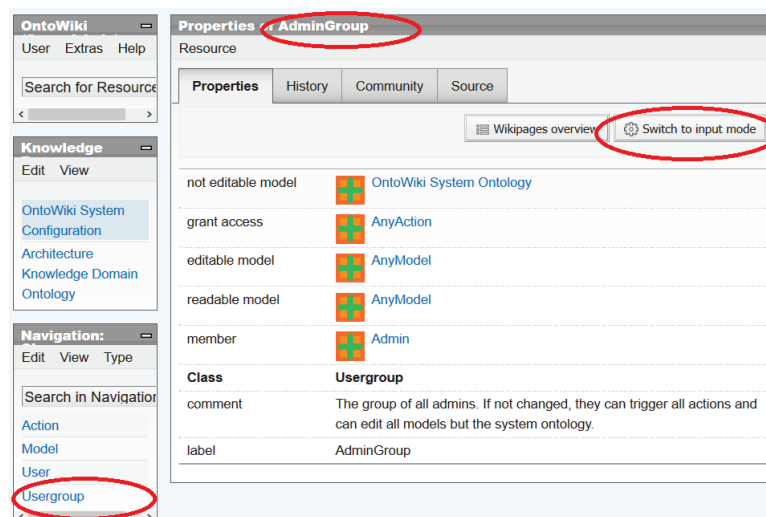 OntoWiki
User Extras Help
Search for Resource
Knowledge
Edit View
OntoWiki System
Configuration
Architecture
Knowledge Domain
Ontology
Navigation:
Edit View Type
Search in Navigation
Action
Model
User
Usergroup
Properties of AdminGroup
Resource
Properties History Community Source
Wikipages overview Switch to input mode
not editable model OntoWiki System Ontology
grant access AnyAction
editable model AnyModel
readable model AnyModel
member Admin
Class Usergroup
comment The group of all admins. If not changed, they can trigger all actions and
can edit all models but the system ontology.
label AdminGroup